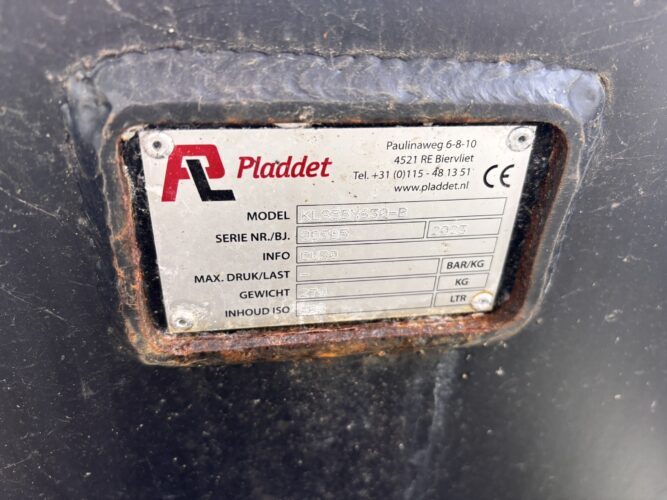 PL Pladdet
Paulinaweg 6-8-10
4521 RE Biervliet
Tel. +31 (0)115 - 48 13 51
www.pladdet.nl
CE
MODEL
SERIE NR./BJ. 2023
INFO
MAX. DRUK/LAST BAR/KG
GEWICHT KG
INHOUD ISO LTR